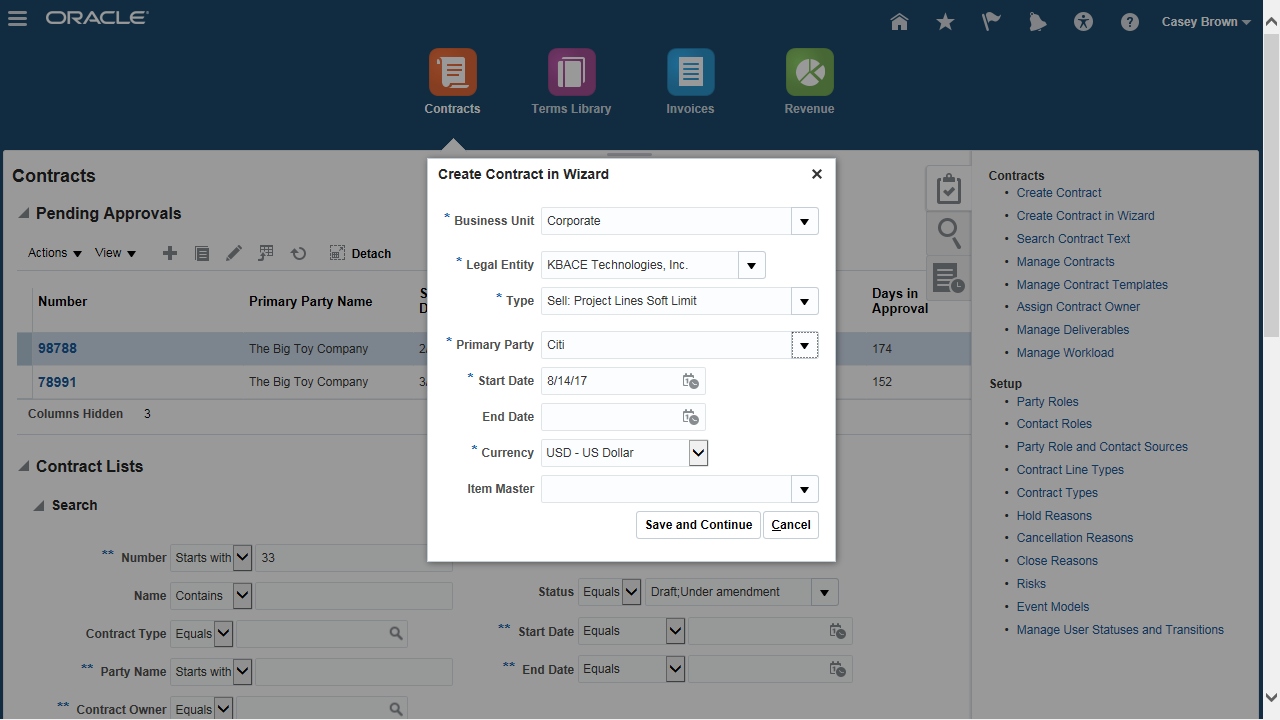 ORACLE
Casey Brown
Contracts
Terms Library
Invoices
Revenue
Contracts
Pending Approvals
Actions View Detach
Number Primary Party Name Days in Approval
98788 The Big Toy Company 2/ 174
78991 The Big Toy Company 3/ 152
Columns Hidden 3
Contract Lists
Search
** Number Starts with 33
Name Contains
Contract Type Equals
** Party Name Starts with
** Contract Owner Equals
Status Equals Draft;Under amendment
** Start Date Equals
** End Date Equals
Create Contract in Wizard
* Business Unit Corporate
* Legal Entity KBACE Technologies, Inc.
* Type Sell: Project Lines Soft Limit
* Primary Party Citi
* Start Date 8/14/17
End Date
* Currency USD - US Dollar
Item Master
Save and Continue Cancel
Contracts
Create Contract
Create Contract in Wizard
Search Contract Text
Manage Contracts
Manage Contract Templates
Assign Contract Owner
Manage Deliverables
Manage Workload
Setup
Party Roles
Contact Roles
Party Role and Contact Sources
Contract Line Types
Contract Types
Hold Reasons
Cancellation Reasons
Close Reasons
Risks
Event Models
Manage User Statuses and Transitions